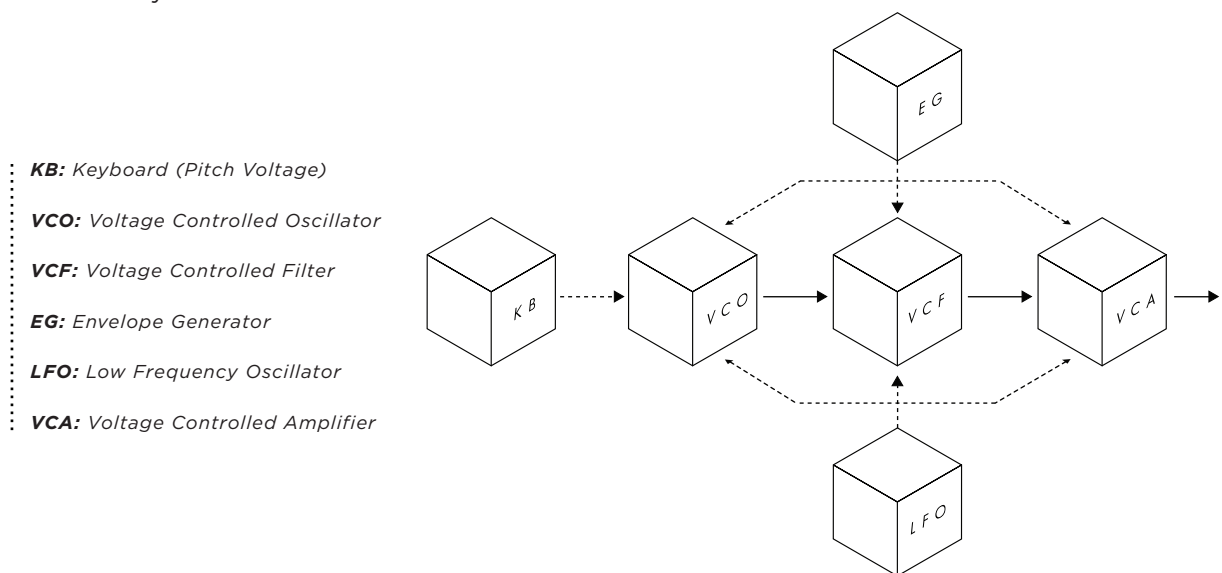 KB: Keyboard (Pitch Voltage)
VCO: Voltage Controlled Oscillator
VCF: Voltage Controlled Filter
EG: Envelope Generator
LFO: Low Frequency Oscillator
VCA: Voltage Controlled Amplifier
EG
KB
VCO
VCF
VCA
LFO